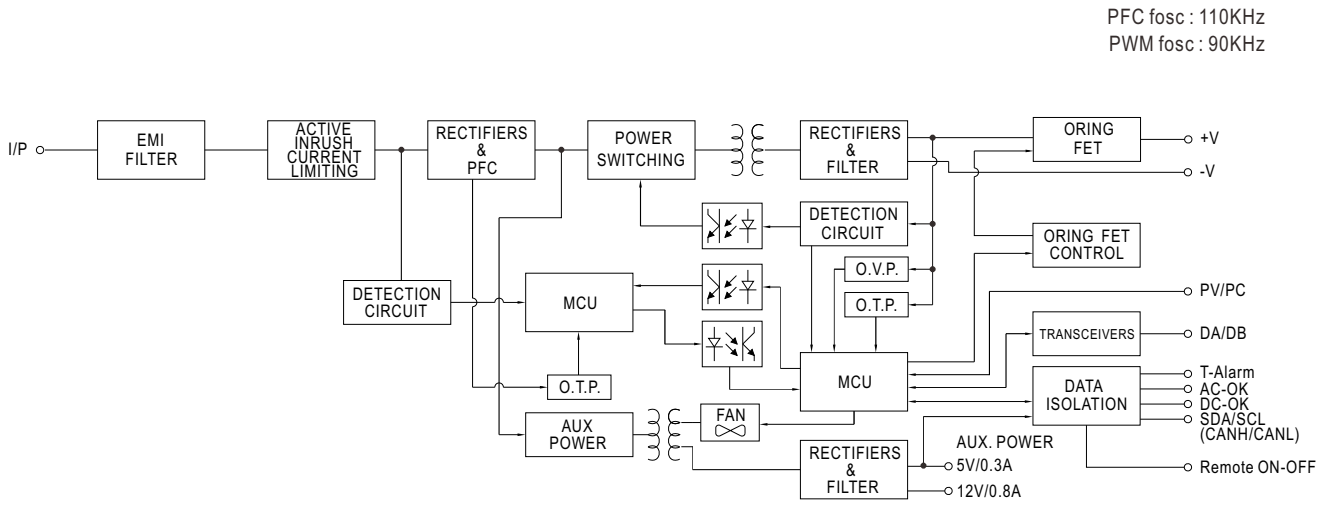 PFC fosc : 110KHz
PWM fosc : 90KHz
I/P
EMI
FILTER
ACTIVE
INRUSH
CURRENT
LIMITING
RECTIFIERS
&
PFC
POWER
SWITCHING
RECTIFIERS
&
FILTER
ORING
FET
+V
-V
DETECTION
CIRCUIT
ORING FET
CONTROL
O.V.P.
O.T.P.
DETECTION
CIRCUIT
MCU
PV/PC
TRANSCEIVERS
DA/DB
O.T.P.
MCU
DATA
ISOLATION
T-Alarm
AC-OK
DC-OK
SDA/SCL
(CANH/CANL)
AUX
POWER
FAN
RECTIFIERS
&
FILTER
AUX. POWER
5V/0.3A
12V/0.8A
Remote ON-OFF